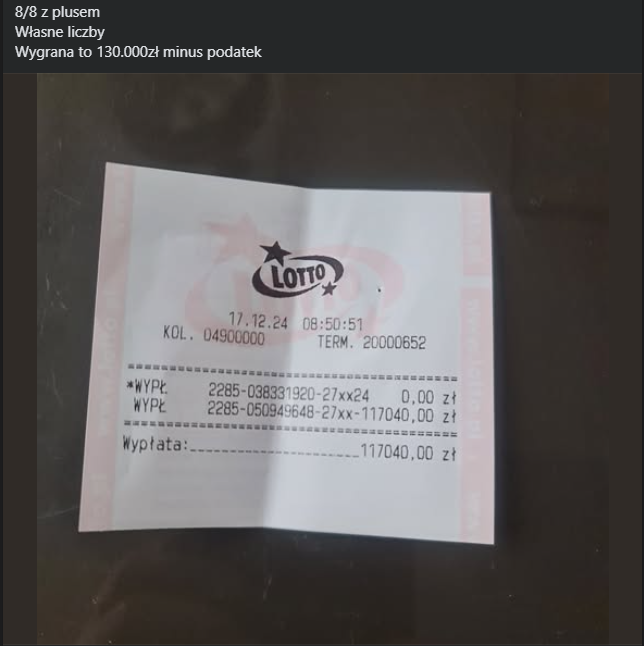 8/8 z plusem
Własne liczby
Wygrana to 130.000zł minus podatek
LOTTO
17.12.24 08:50:51
KOL. 04900000 TERM. 20000652
================================================
*WYPŁ 2285-038331920-27xx24 0,00 zł
WYPŁ 2285-050949648-27xx-117040,00 zł
================================================
Wypłata:____________________117040,00 zł